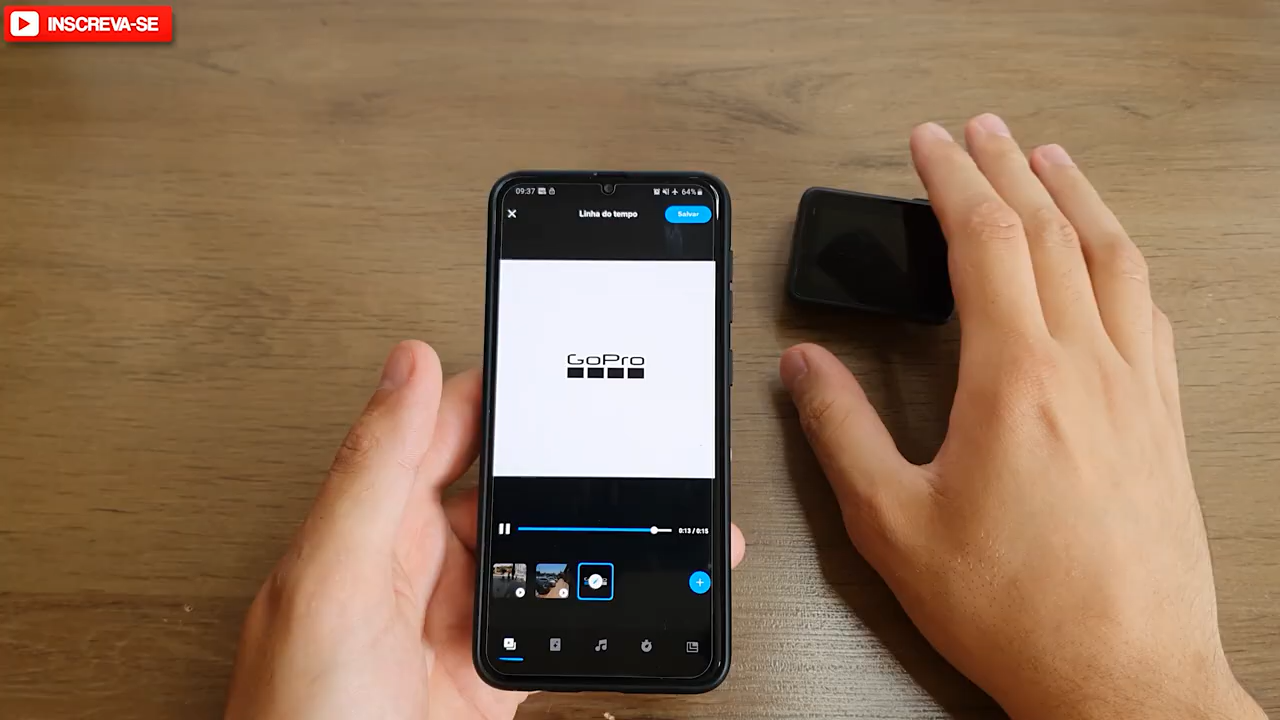 INSCREVA-SE
09:37
64%
Linha do tempo
Salvar
GoPro
0:13 / 0:15